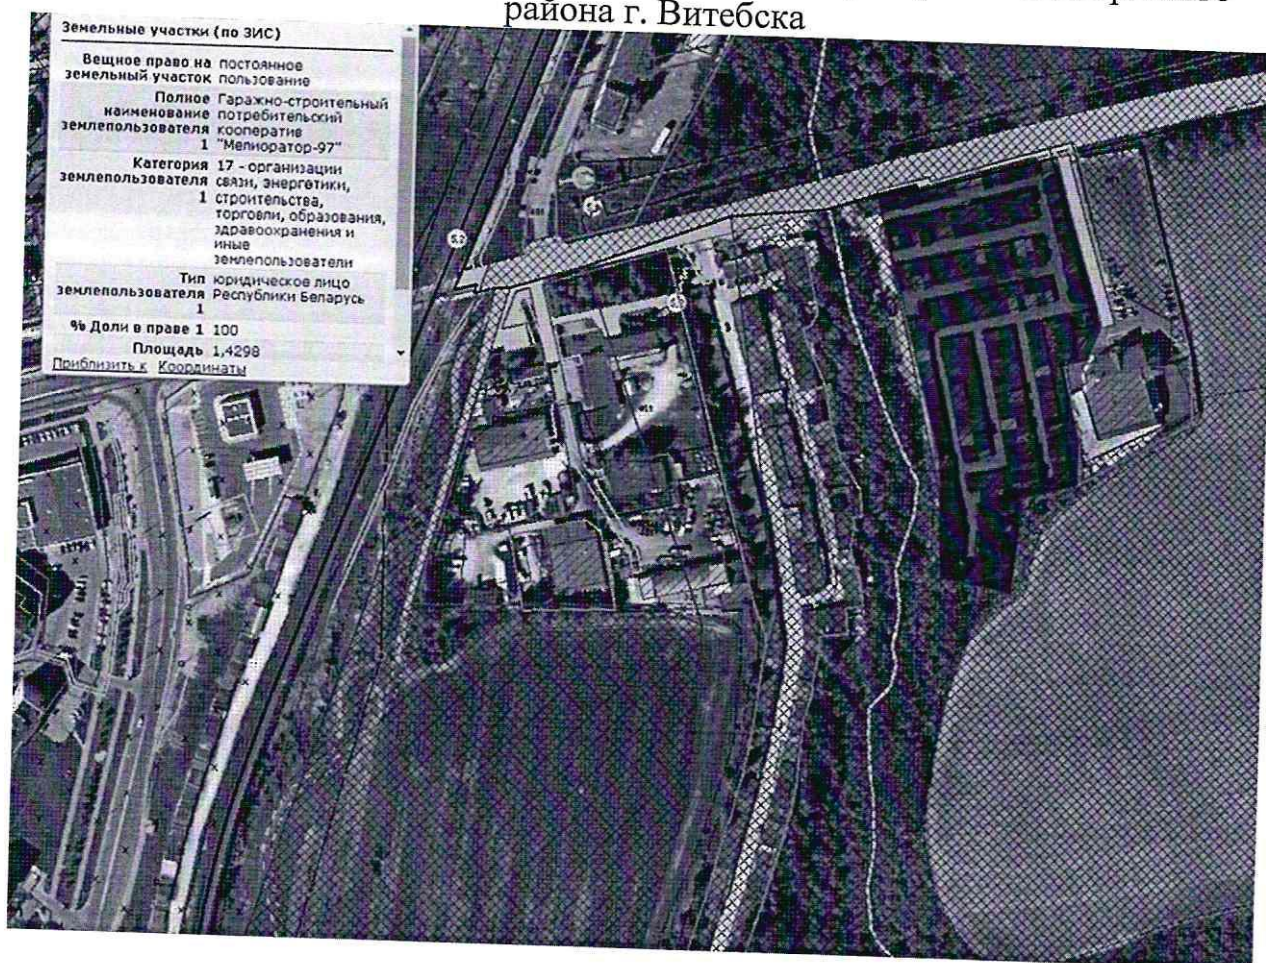 района г. Витебска
Земельные участки (по ЗИС)
Вещное право на постоянное
земельный участок пользование
Полное Гаражно-строительный
наименование потребительский
землепользователя кооператив
1 "Мелиоратор-97"
Категория 17 - организации
землепользователя связи, энергетики,
1 строительства,
торговли, образования,
здравоохранения и
иные
землепользователи
Тип юридическое лицо
землепользователя Республики Беларусь
1
% Доли в праве 1 100
Площадь 1,4298
Приблизить к Координаты